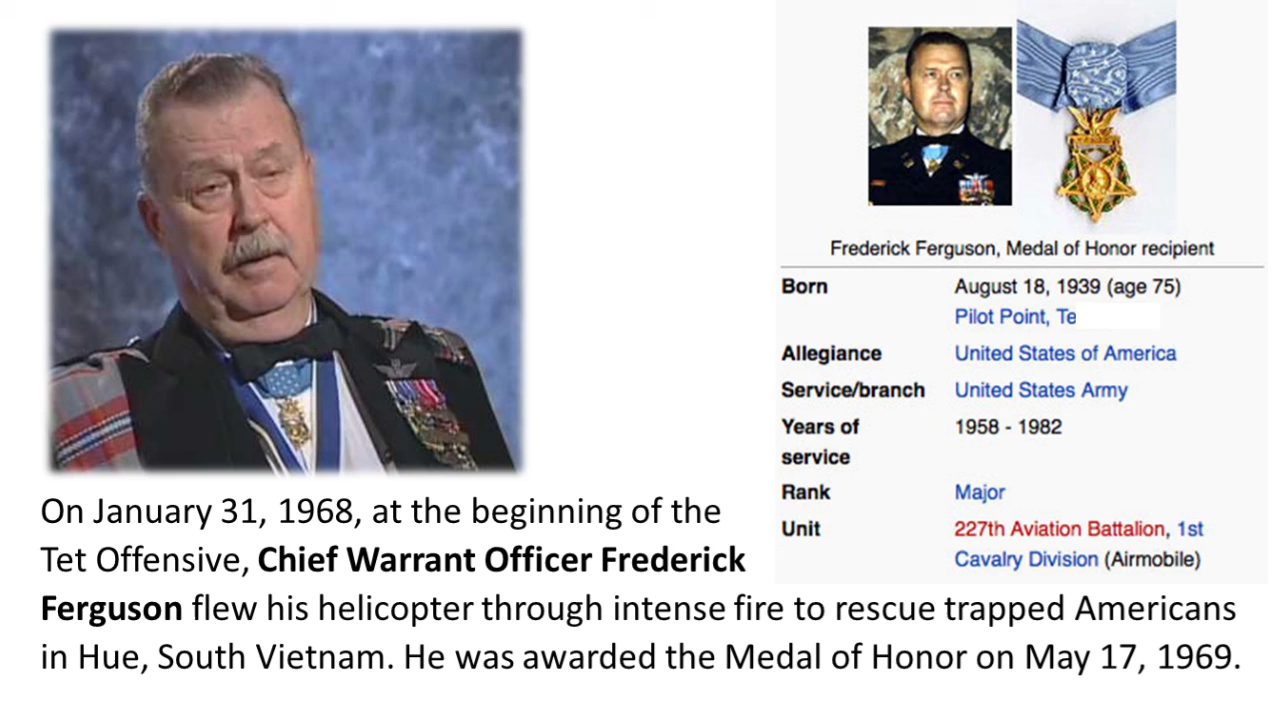 Frederick Ferguson, Medal of Honor recipient
Born August 18, 1939 (age 75)
Pilot Point, Te
Allegiance United States of America
Service/branch United States Army
Years of service 1958 - 1982
Rank Major
Unit 227th Aviation Battalion, 1st
Cavalry Division (Airmobile)
On January 31, 1968, at the beginning of the
Tet Offensive, Chief Warrant Officer Frederick
Ferguson flew his helicopter through intense fire to rescue trapped Americans
in Hue, South Vietnam. He was awarded the Medal of Honor on May 17, 1969.